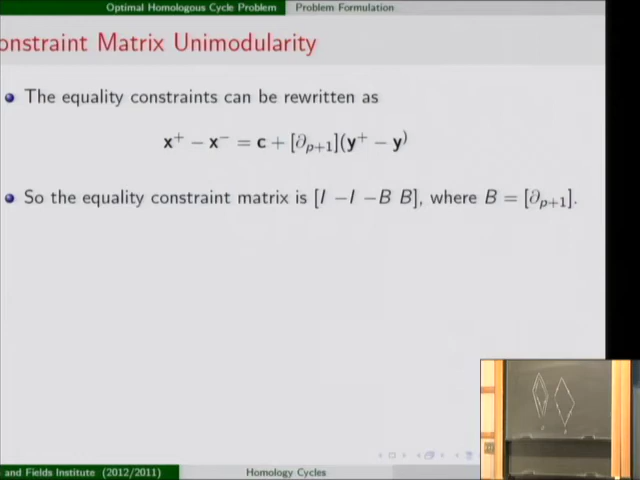 Optimal Homologous Cycle Problem Problem Formulation
onstraint Matrix Unimodularity
The equality constraints can be rewritten as
x⁺ − x⁻ = c + [∂ₚ₊₁](y⁺ − y⁾
So the equality constraint matrix is [I −I −B B], where B = [∂ₚ₊₁].
and Fields Institute (2012/2011) Homology Cycles